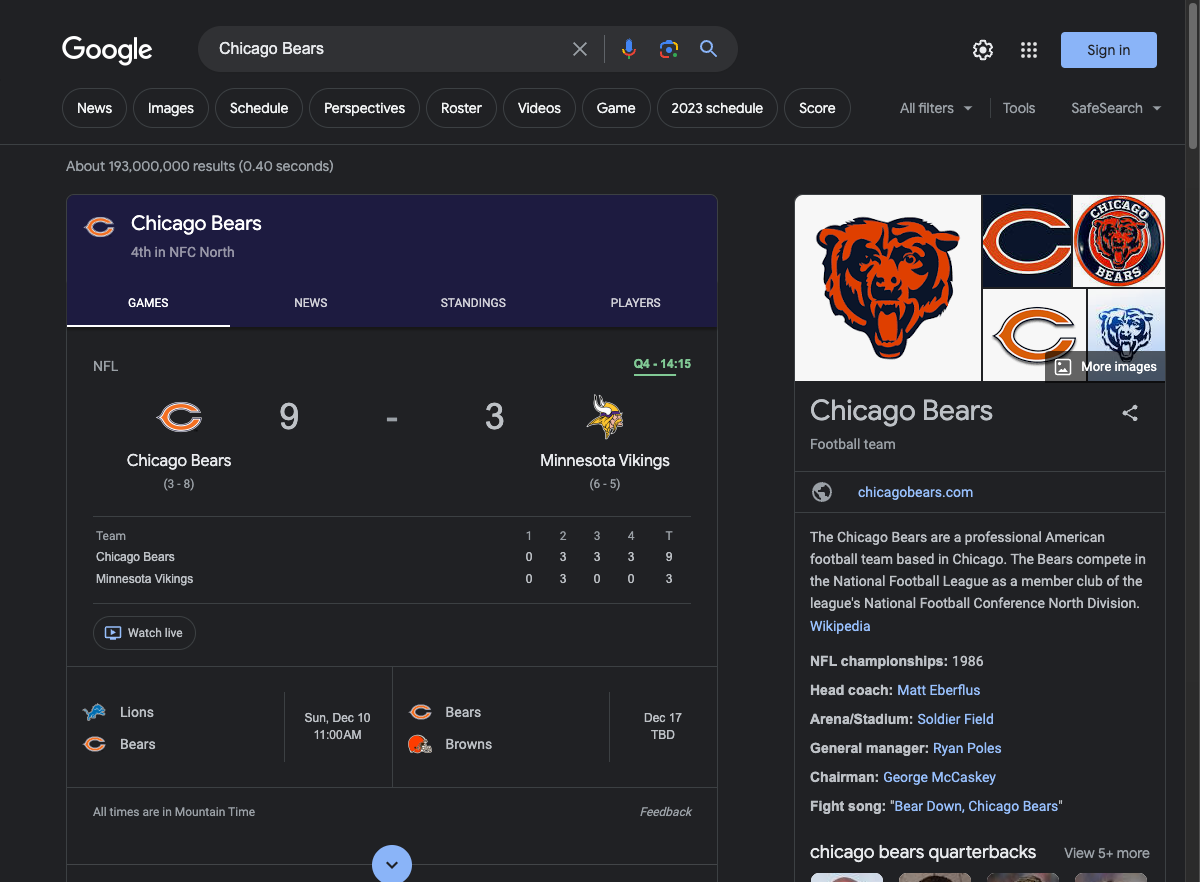 Google
Chicago Bears
Sign in
News
Images
Schedule
Perspectives
Roster
Videos
Game
2023 schedule
Score
All filters
Tools
SafeSearch
About 193,000,000 results (0.40 seconds)
Chicago Bears
4th in NFC North
GAMES
NEWS
STANDINGS
PLAYERS
NFL
Q4 - 14:15
9 - 3
Chicago Bears
(3 - 8)
Minnesota Vikings
(6 - 5)
Team 1 2 3 4 T
Chicago Bears 0 3 3 3 9
Minnesota Vikings 0 3 0 0 3
Watch live
Lions
Bears
Sun, Dec 10
11:00AM
Bears
Browns
Dec 17
TBD
All times are in Mountain Time
Feedback
CHICAGO
BEARS
More images
Chicago Bears
Football team
chicagobears.com
The Chicago Bears are a professional American
football team based in Chicago. The Bears compete in
the National Football League as a member club of the
league's National Football Conference North Division.
Wikipedia
NFL championships: 1986
Head coach: Matt Eberflus
Arena/Stadium: Soldier Field
General manager: Ryan Poles
Chairman: George McCaskey
Fight song: "Bear Down, Chicago Bears"
chicago bears quarterbacks
View 5+ more